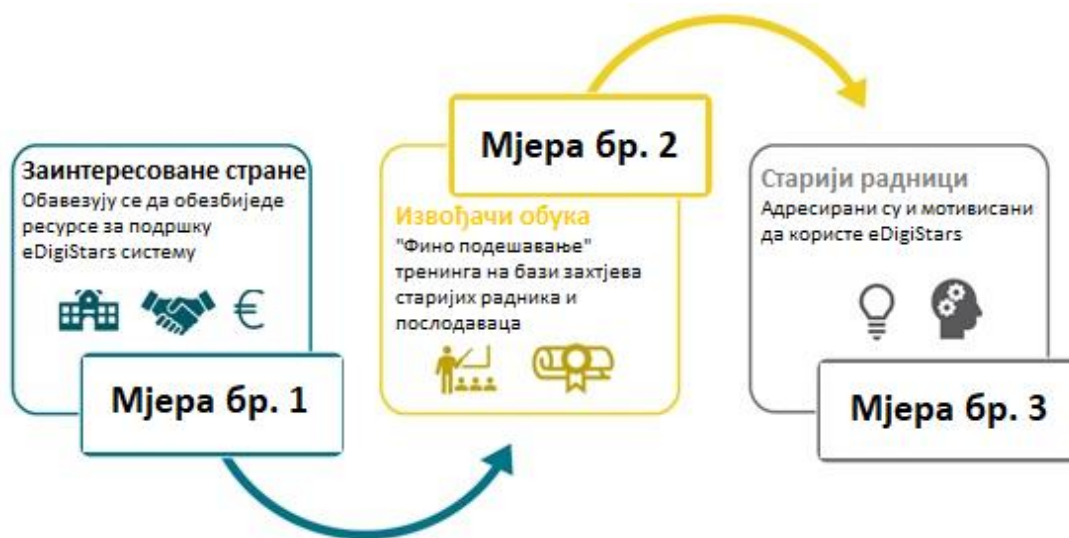 Заинтересоване стране
Обавезују се да обезбиједе
ресурсе за подршку
eDigiStars систему
€
Мјера бр. 1
Мјера бр. 2
Извођачи обука
"Фино подешавање"
тренинга на бази захтјева
старијих радника и
послодаваца
Старији радници
Адресирани су и мотивисани
да користе eDigiStars
Мјера бр. 3